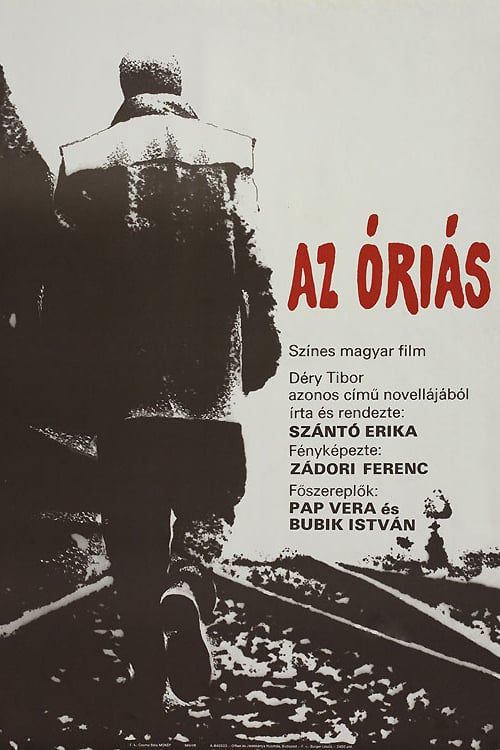 AZ ÓRIÁS
Színes magyar film
Déry Tibor
azonos című novellájából
írta és rendezte:
SZÁNTÓ ERIKA
Fényképezte:
ZÁDORI FERENC
Főszereplők:
PAP VERA és
BUBIK ISTVÁN